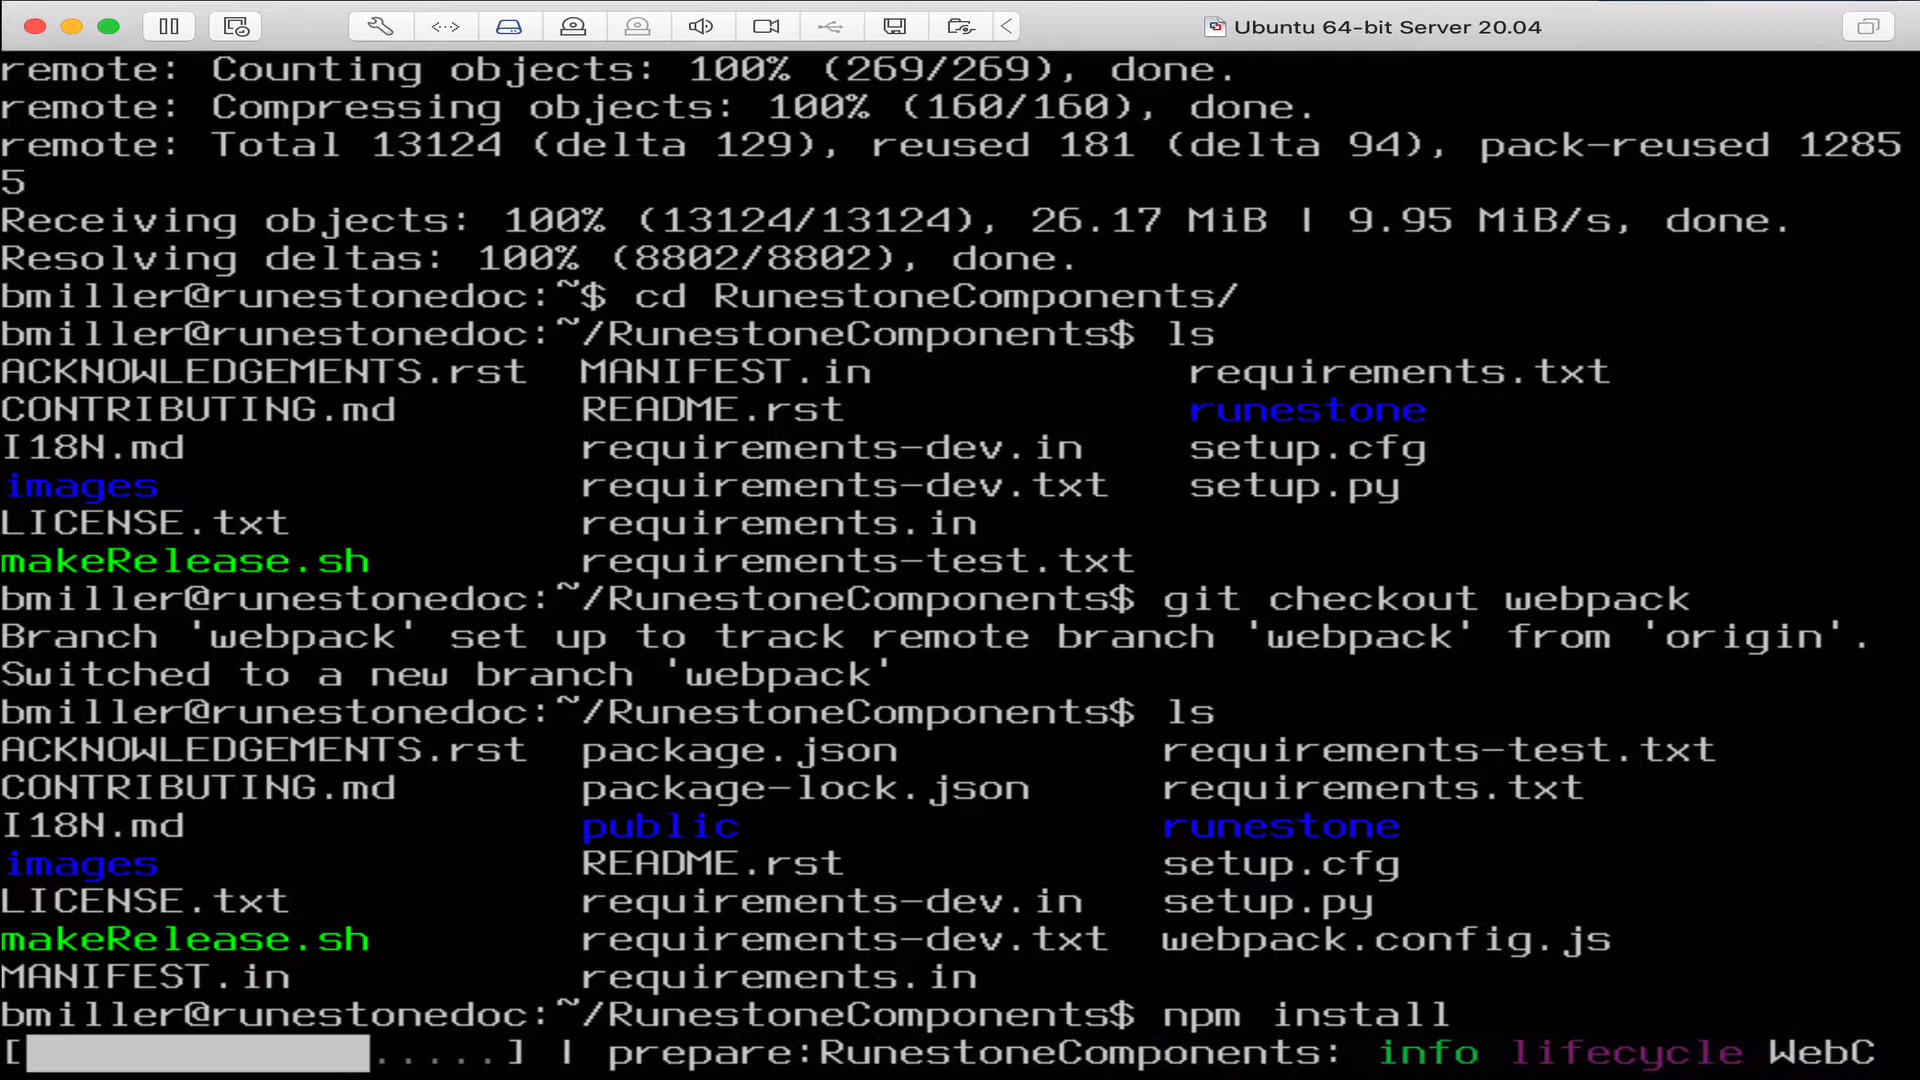 Ubuntu 64-bit Server 20.04
remote: Counting objects: 100% (269/269), done.
remote: Compressing objects: 100% (160/160), done.
remote: Total 13124 (delta 129), reused 181 (delta 94), pack-reused 1285
5
Receiving objects: 100% (13124/13124), 26.17 MiB | 9.95 MiB/s, done.
Resolving deltas: 100% (8802/8802), done.
bmiller@runestonedoc:~$ cd RunestoneComponents/
bmiller@runestonedoc:~/RunestoneComponents$ ls
ACKNOWLEDGEMENTS.rst MANIFEST.in requirements.txt
CONTRIBUTING.md README.rst runestone
I18N.md requirements-dev.in setup.cfg
images requirements-dev.txt setup.py
LICENSE.txt requirements.in
makeRelease.sh requirements-test.txt
bmiller@runestonedoc:~/RunestoneComponents$ git checkout webpack
Branch 'webpack' set up to track remote branch 'webpack' from 'origin'.
Switched to a new branch 'webpack'
bmiller@runestonedoc:~/RunestoneComponents$ ls
ACKNOWLEDGEMENTS.rst package.json requirements-test.txt
CONTRIBUTING.md package-lock.json requirements.txt
I18N.md public runestone
images README.rst setup.cfg
LICENSE.txt requirements-dev.in setup.py
makeRelease.sh requirements-dev.txt webpack.config.js
MANIFEST.in requirements.in
bmiller@runestonedoc:~/RunestoneComponents$ npm install
[ .....] | prepare:RunestoneComponents: info lifecycle WebC